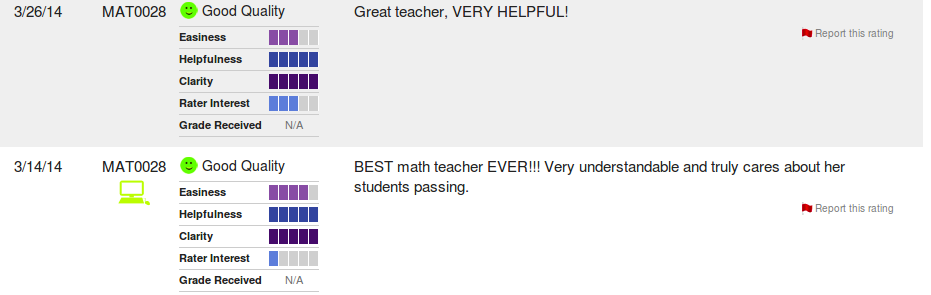 3/26/14 MAT0028 Good Quality Great teacher, VERY HELPFUL!
Easiness Report this rating
Helpfulness
Clarity
Rater Interest
Grade Received N/A
3/14/14 MAT0028 Good Quality BEST math teacher EVER!!! Very understandable and truly cares about her
students passing.
Easiness
Helpfulness Report this rating
Clarity
Rater Interest
Grade Received N/A